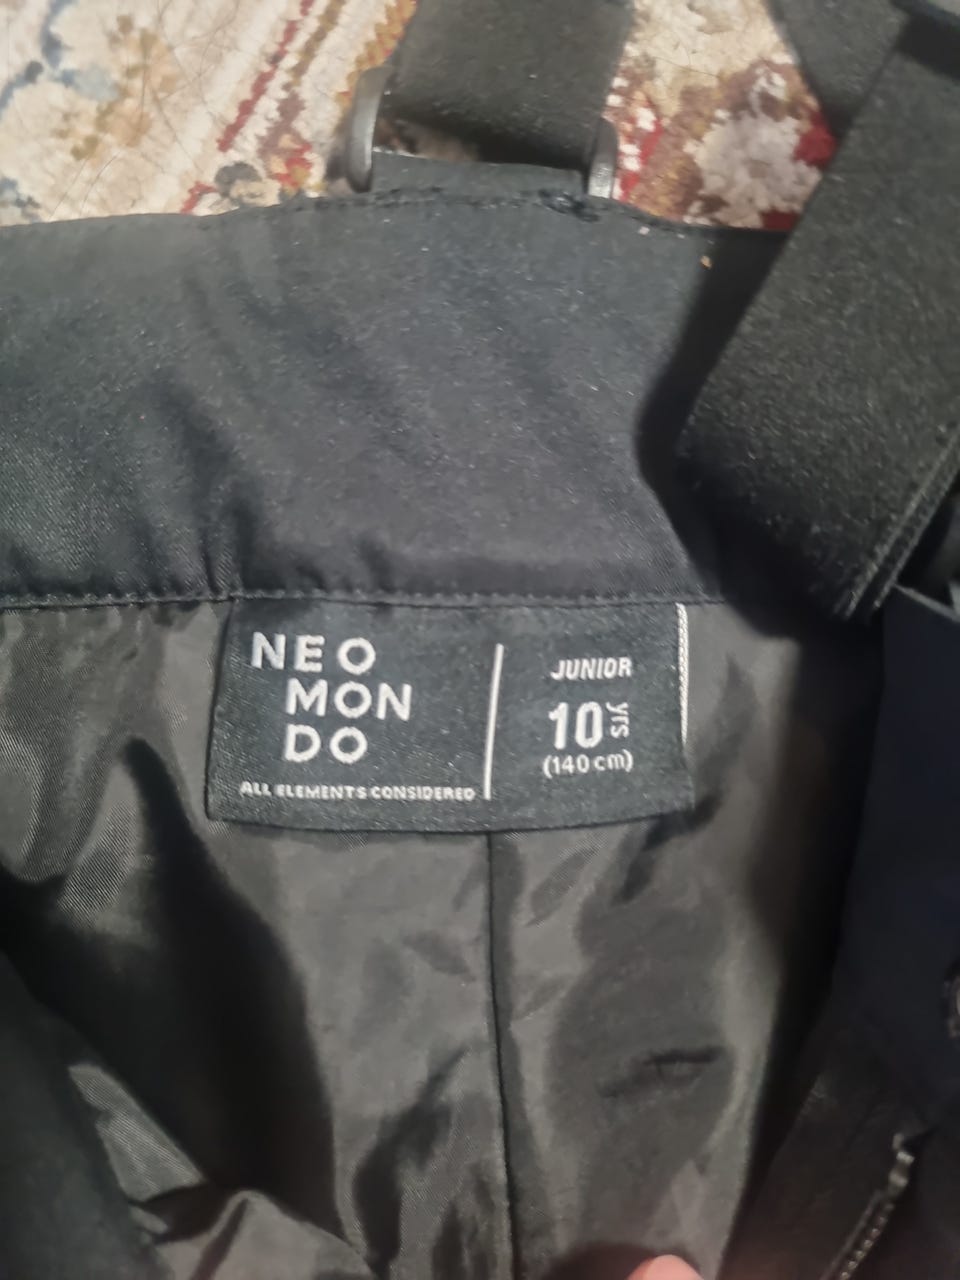 NEO
MON
DO
ALL ELEMENTS CONSIDERED
JUNIOR
10 yrs
(140 cm)